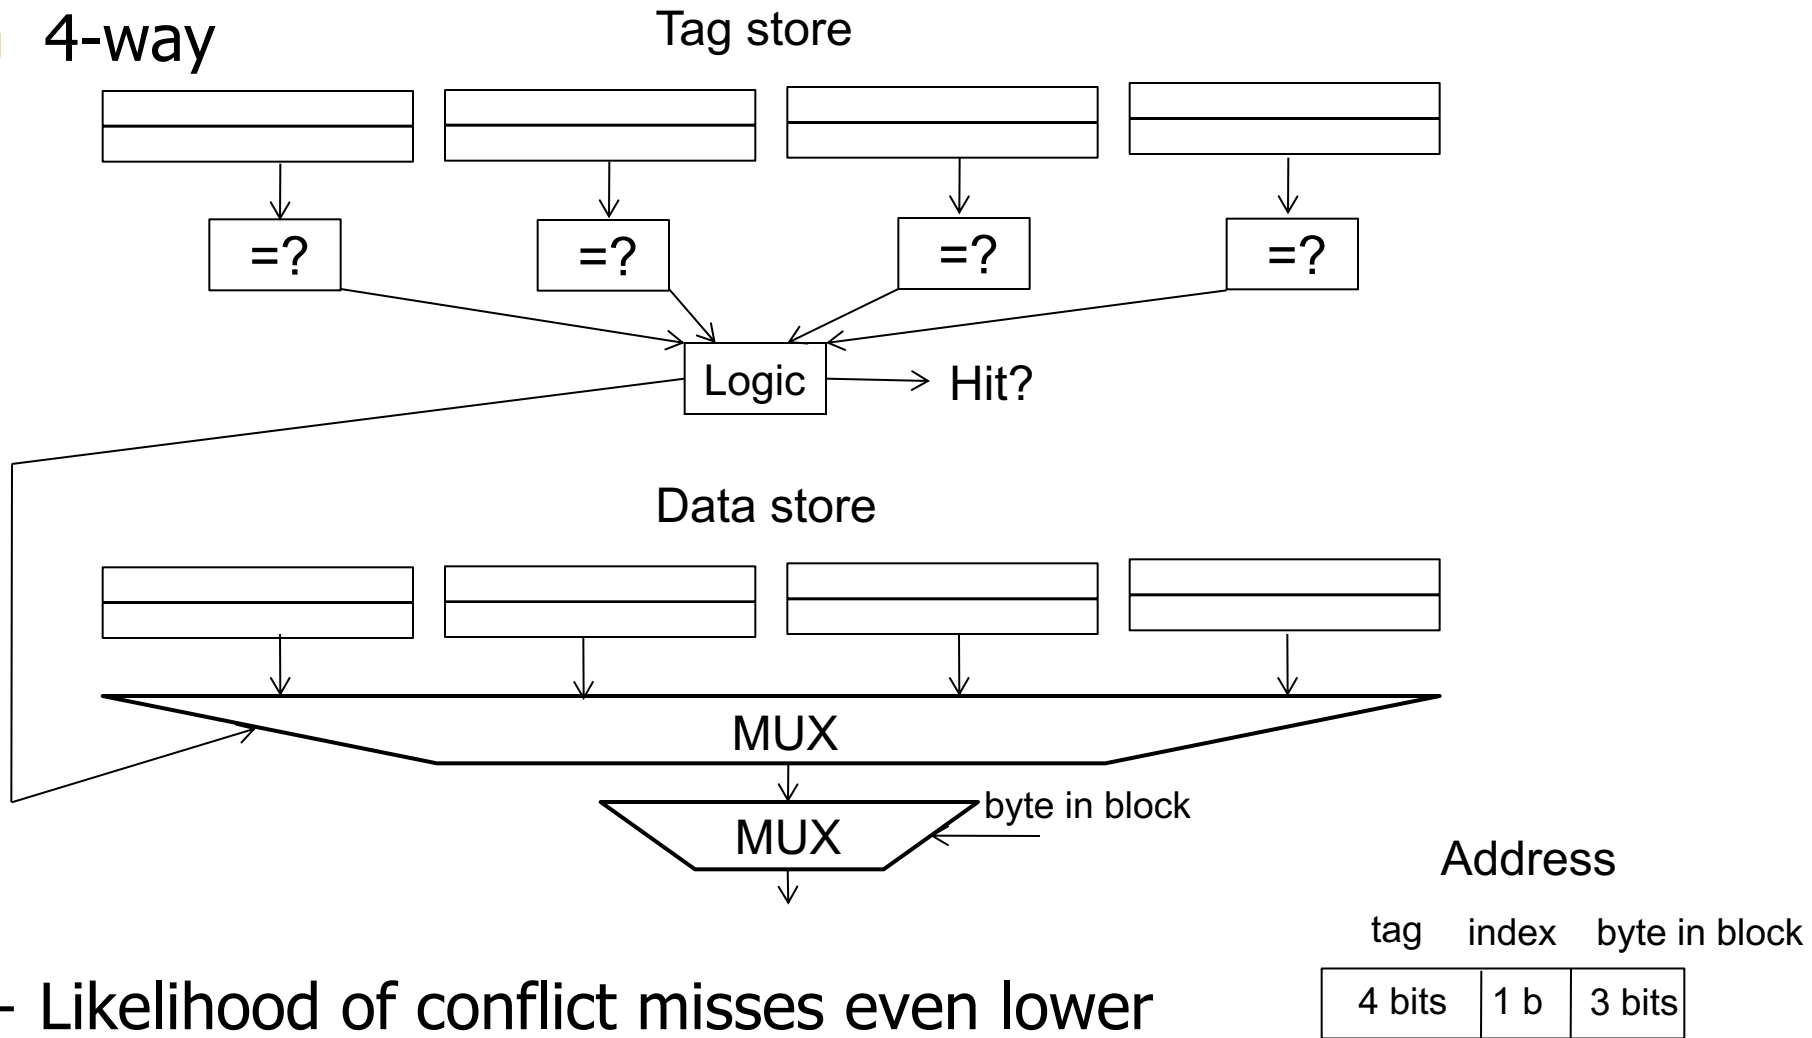 4-way
Tag store
=? =? =? =?
Logic
Hit?
Data store
MUX
byte in block
MUX
Address
tag index byte in block
4 bits 1 b 3 bits
- Likelihood of conflict misses even lower